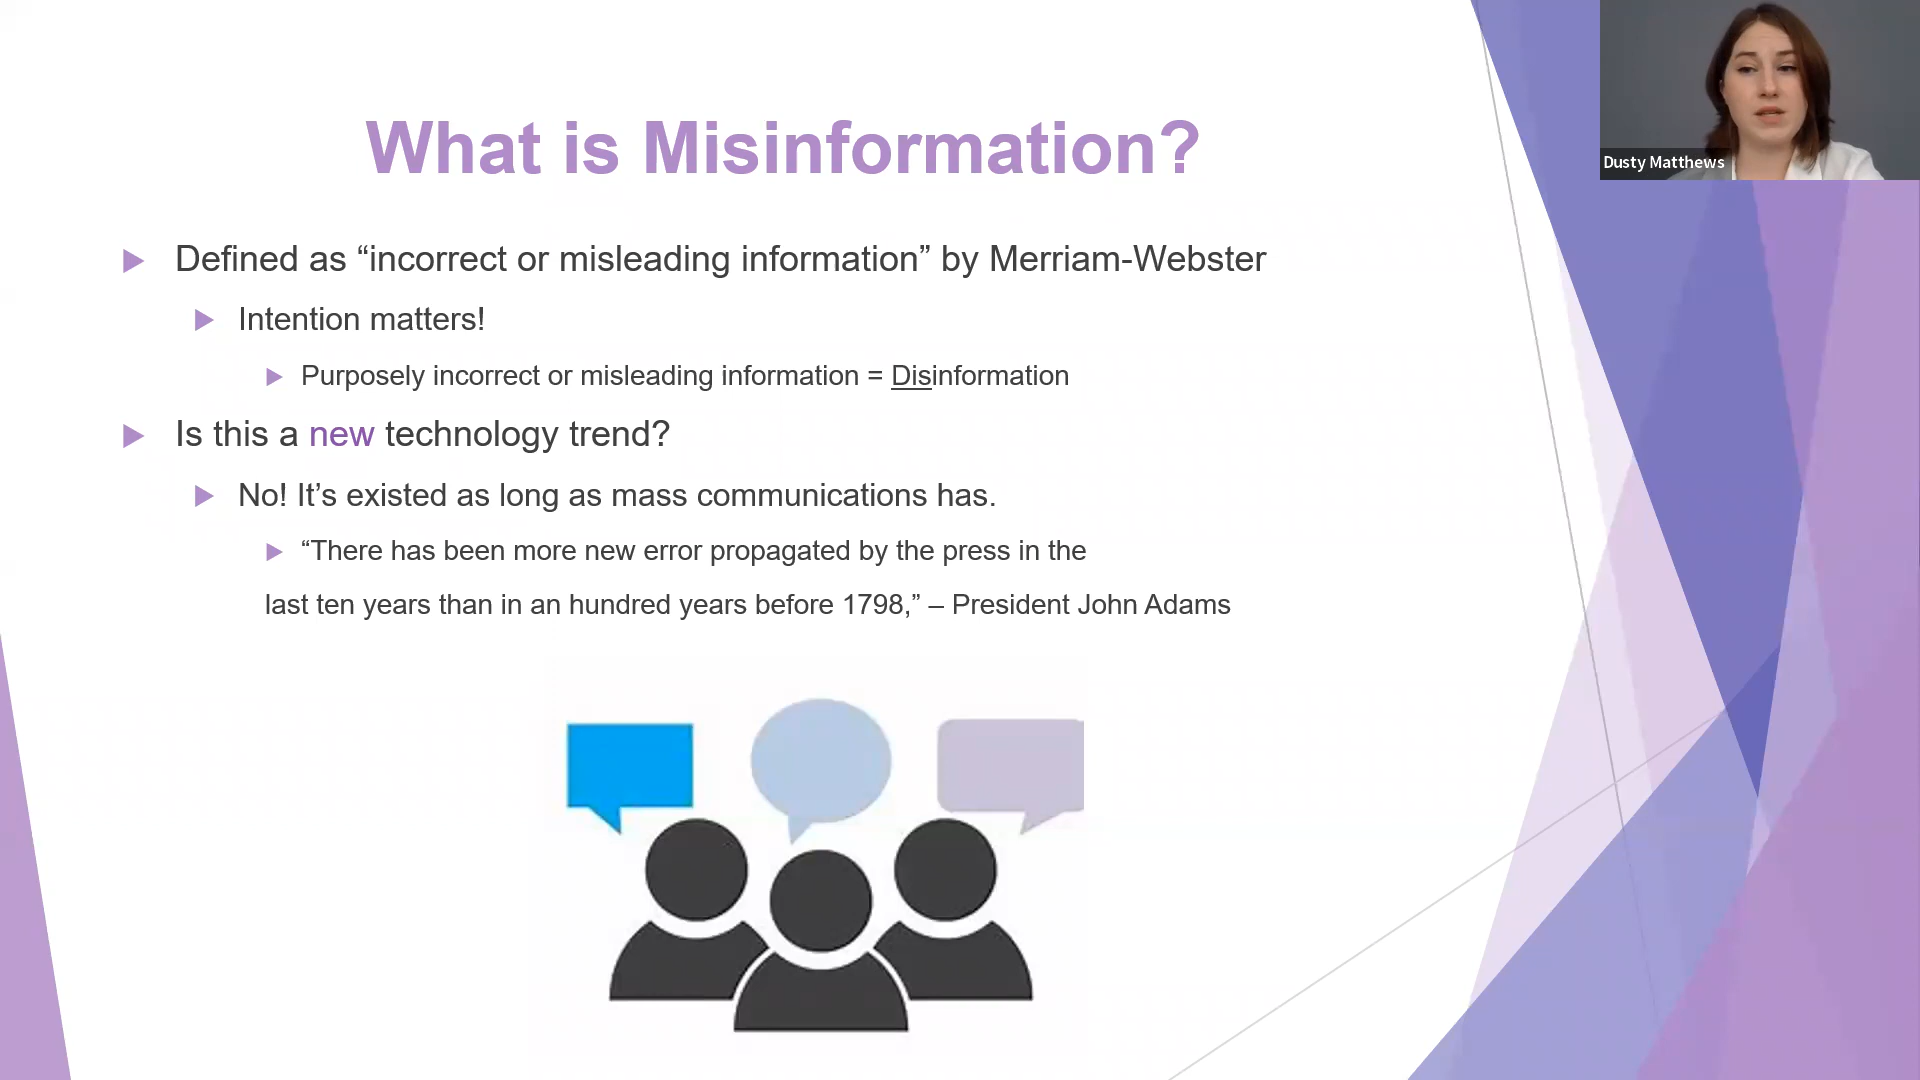 What is Misinformation?
Dusty Matthews
Defined as “incorrect or misleading information” by Merriam-Webster
Intention matters!
Purposely incorrect or misleading information = Disinformation
Is this a new technology trend?
No! It’s existed as long as mass communications has.
“There has been more new error propagated by the press in the
last ten years than in an hundred years before 1798,” – President John Adams